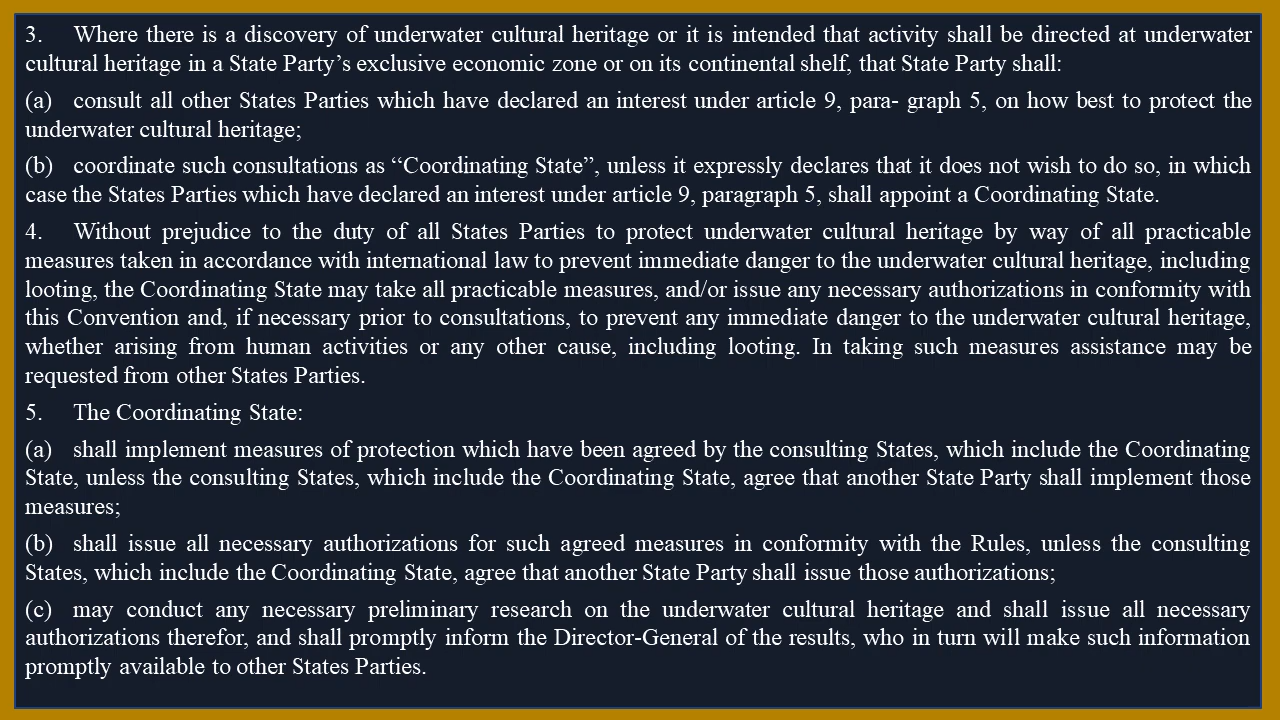 3. Where there is a discovery of underwater cultural heritage or it is intended that activity shall be directed at underwater
cultural heritage in a State Party’s exclusive economic zone or on its continental shelf, that State Party shall:
(a) consult all other States Parties which have declared an interest under article 9, para- graph 5, on how best to protect the
underwater cultural heritage;
(b) coordinate such consultations as “Coordinating State”, unless it expressly declares that it does not wish to do so, in which
case the States Parties which have declared an interest under article 9, paragraph 5, shall appoint a Coordinating State.
4. Without prejudice to the duty of all States Parties to protect underwater cultural heritage by way of all practicable
measures taken in accordance with international law to prevent immediate danger to the underwater cultural heritage, including
looting, the Coordinating State may take all practicable measures, and/or issue any necessary authorizations in conformity with
this Convention and, if necessary prior to consultations, to prevent any immediate danger to the underwater cultural heritage,
whether arising from human activities or any other cause, including looting. In taking such measures assistance may be
requested from other States Parties.
5. The Coordinating State:
(a) shall implement measures of protection which have been agreed by the consulting States, which include the Coordinating
State, unless the consulting States, which include the Coordinating State, agree that another State Party shall implement those
measures;
(b) shall issue all necessary authorizations for such agreed measures in conformity with the Rules, unless the consulting
States, which include the Coordinating State, agree that another State Party shall issue those authorizations;
(c) may conduct any necessary preliminary research on the underwater cultural heritage and shall issue all necessary
authorizations therefor, and shall promptly inform the Director-General of the results, who in turn will make such information
promptly available to other States Parties.